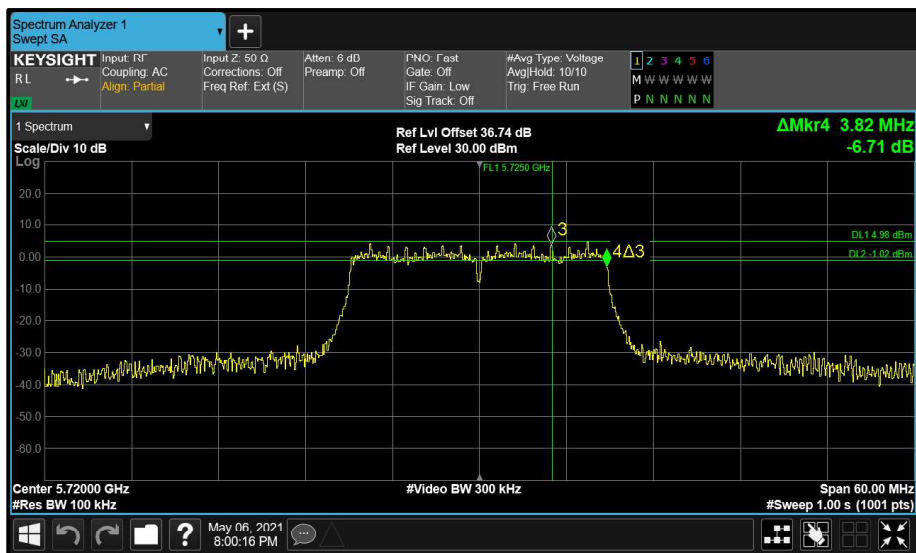 Spectrum Analyzer 1
Swept SA
+
KEYSIGHT
RL
LXI
Input: RF
Coupling: AC
Align: Partial
Input Z: 50 Ω
Corrections: Off
Freq Ref: Ext (S)
Atten: 6 dB
Preamp: Off
PNO: Fast
Gate: Off
IF Gain: Low
Sig Track: Off
#Avg Type: Voltage
Avg|Hold: 10/10
Trig: Free Run
1 2 3 4 5 6
M W W W W W
P N N N N N
1 Spectrum
Scale/Div 10 dB
Ref Lvl Offset 36.74 dB
Ref Level 30.00 dBm
ΔMkr4 3.82 MHz
-6.71 dB
Log
FL1 5.7250 GHz
20.0
10.0
0.00
-10.0
-20.0
-30.0
-40.0
-50.0
-60.0
3
4Δ3
DL1 4.98 dBm
DL2 -1.02 dBm
Center 5.72000 GHz
#Res BW 100 kHz
#Video BW 300 kHz
Span 60.00 MHz
#Sweep 1.00 s (1001 pts)
?
May 06, 2021
8:00:16 PM